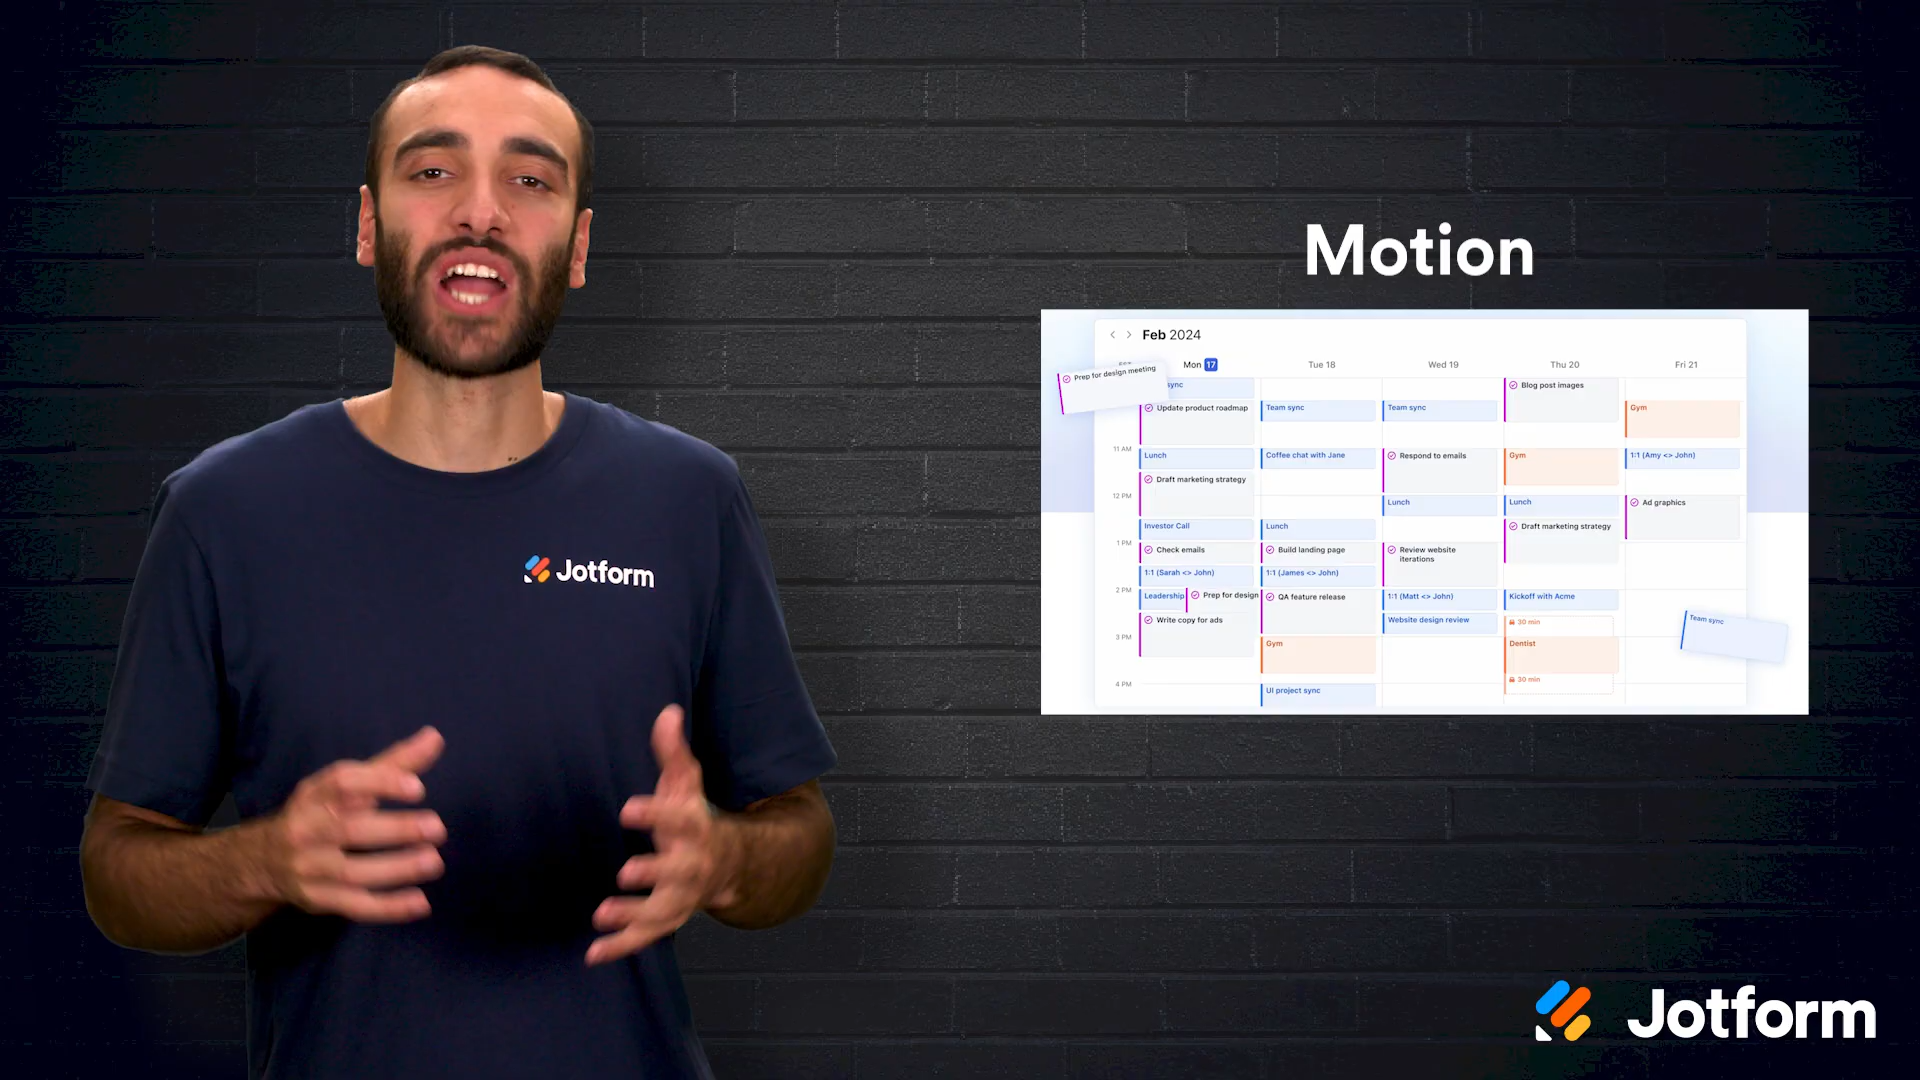 Motion
Feb 2024
Mon 17
Tue 18
Wed 19
Thu 20
Fri 21
Prep for design meeting
sync
Blog post images
Update product roadmap
Team sync
Team sync
Gym
11 AM
Lunch
Coffee chat with Jane
Respond to emails
Gym
1:1 (Amy <> John)
Draft marketing strategy
12 PM
Lunch
Lunch
Ad graphics
Investor Call
Lunch
Draft marketing strategy
1 PM
Check emails
Build landing page
Review website
iterations
1:1 (Sarah <> John)
1:1 (James <> John)
2 PM
Leadership
Prep for design
QA feature release
1:1 (Matt <> John)
Kickoff with Acme
Write copy for ads
Website design review
30 min
Team sync
3 PM
Gym
Dentist
30 min
4 PM
UI project sync
Jotform
Jotform